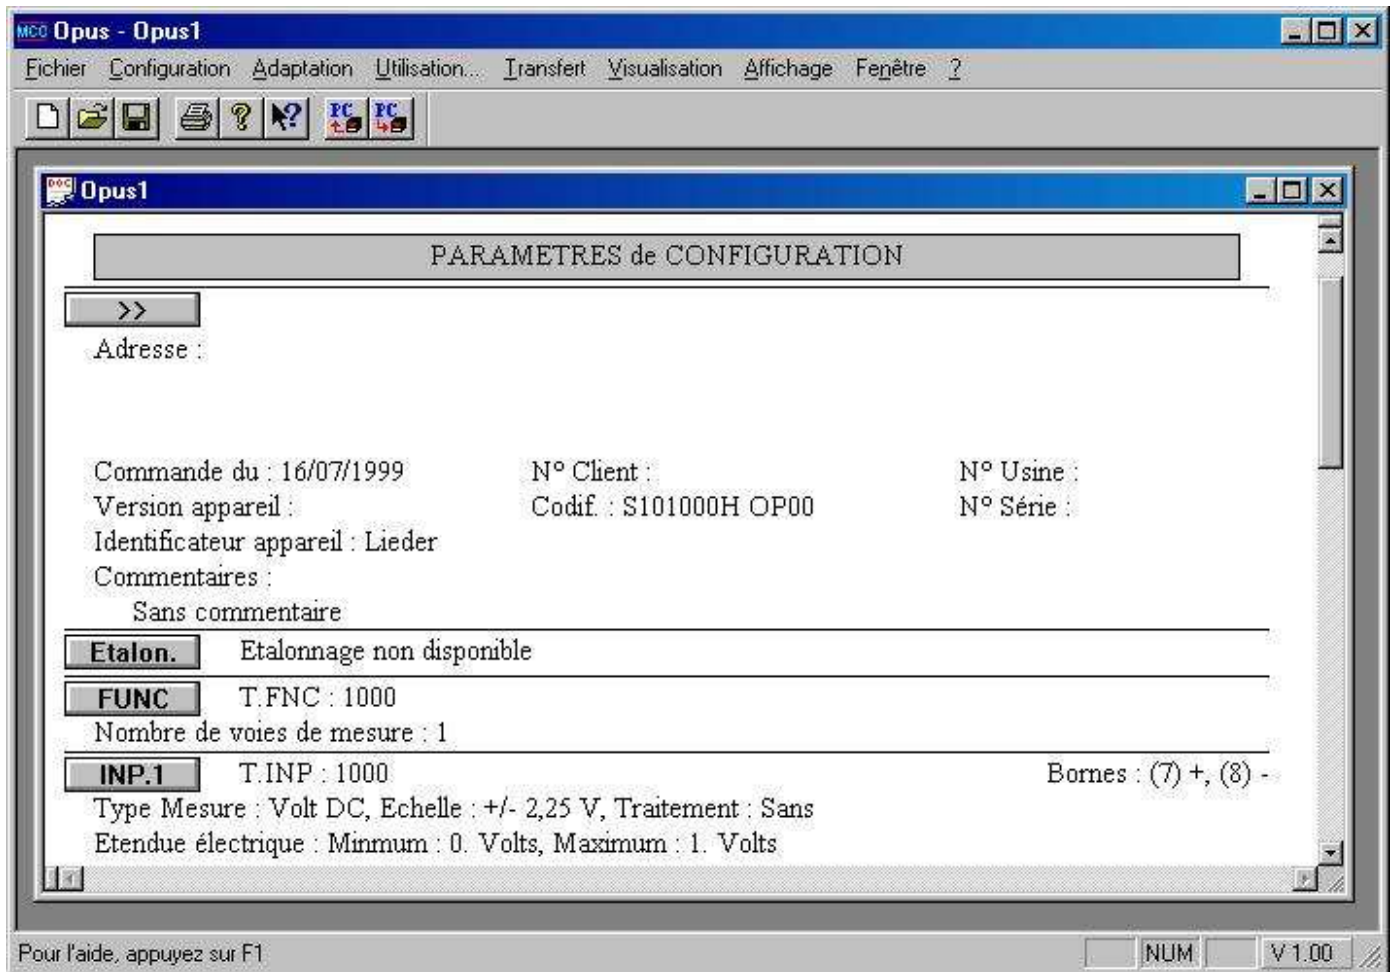 MCO Opus - Opus1
Fichier Configuration Adaptation Utilisation... Transfert Visualisation Affichage Fenêtre ?
PC PC
DOC Opus1
PARAMETRES de CONFIGURATION
>>
Adresse :
Commande du : 16/07/1999 N° Client : N° Usine :
Version appareil : Codif. : S101000H OP00 N° Série :
Identificateur appareil : Lieder
Commentaires :
Sans commentaire
Etalon. Etalonnage non disponible
FUNC T.FNC : 1000
Nombre de voies de mesure : 1
INP.1 T.INP : 1000 Bornes : (7) +, (8) -
Type Mesure : Volt DC, Echelle : +/- 2,25 V, Traitement : Sans
Etendue électrique : Minmum : 0. Volts, Maximum : 1. Volts
Pour l'aide, appuyez sur F1 NUM V 1.00